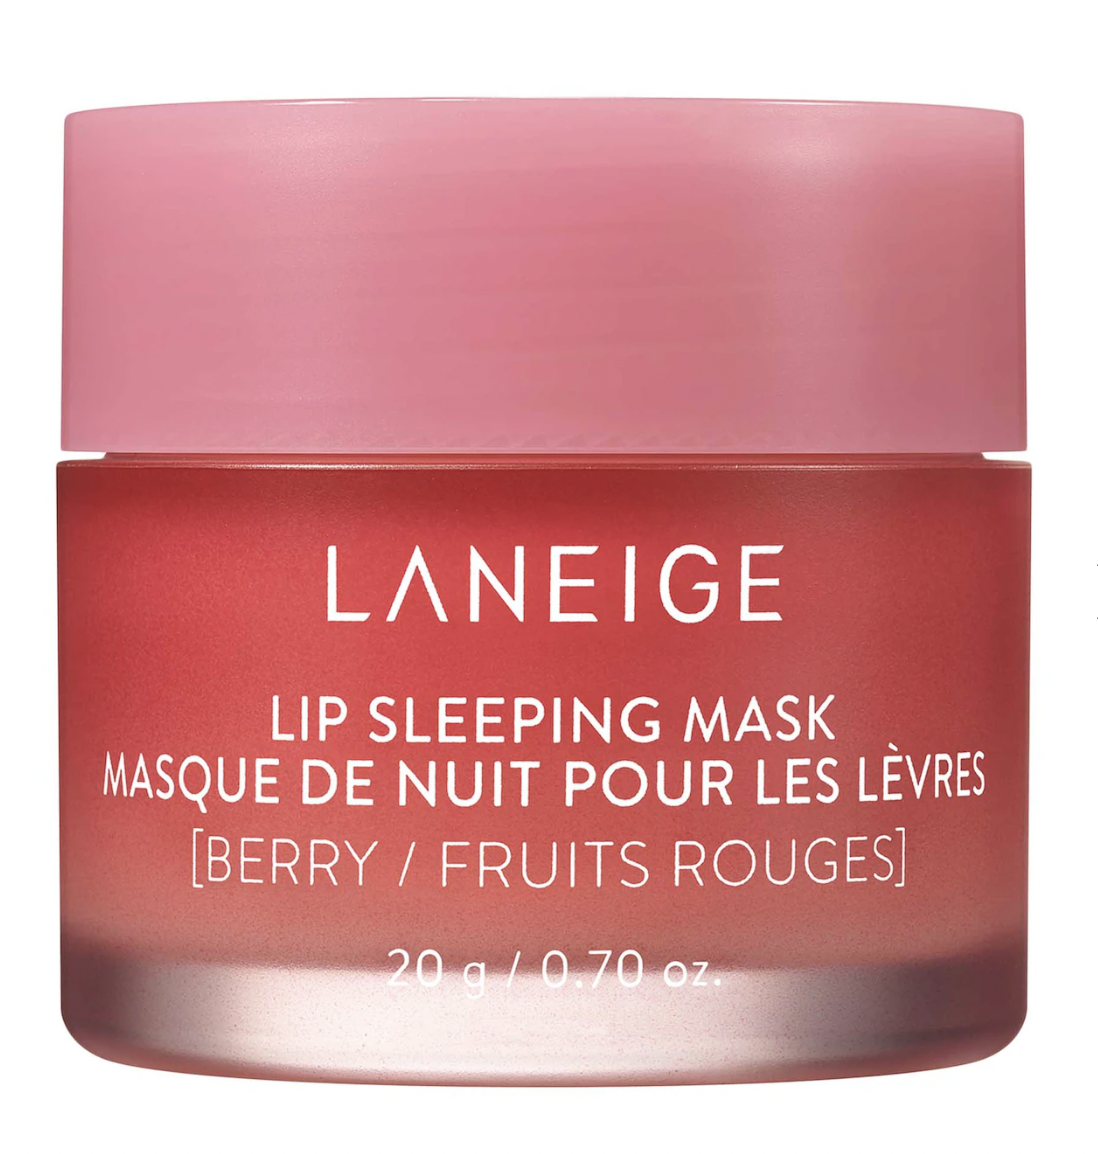 LANEIGE
LIP SLEEPING MASK
MASQUE DE NUIT POUR LES LÈVRES
[BERRY / FRUITS ROUGES]
20 g / 0.70 oz.